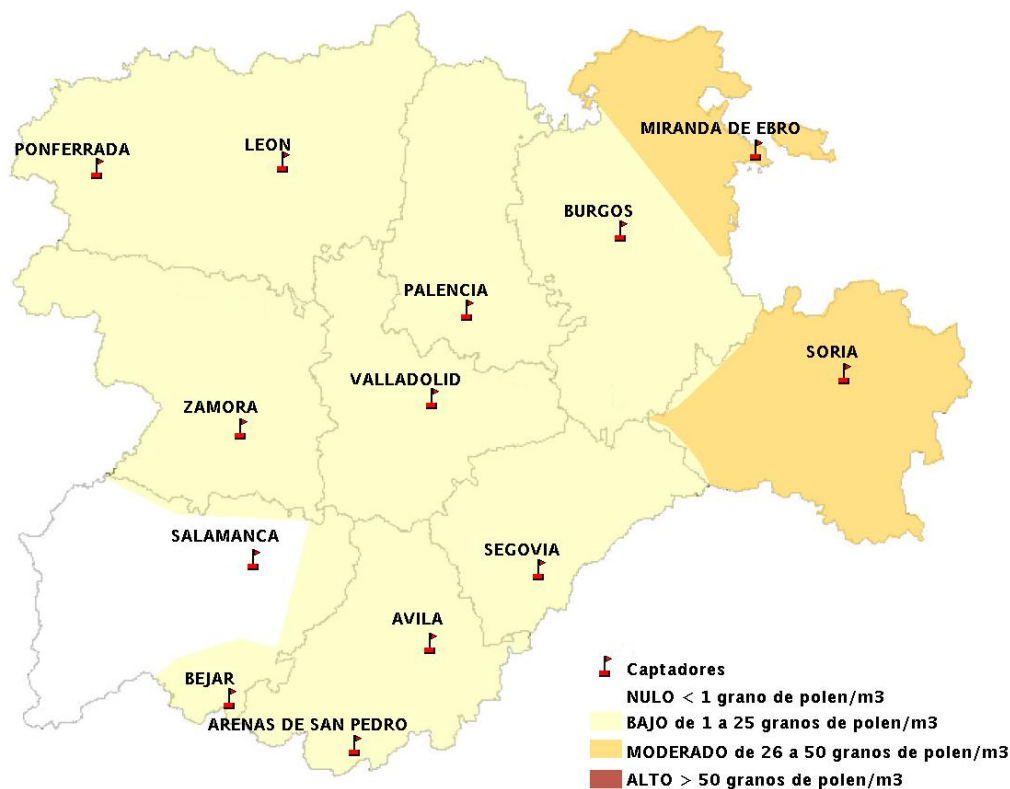 MIRANDA DE EBRO
PONFERRADA
LEON
BURGOS
PALENCIA
SORIA
VALLADOLID
ZAMORA
SALAMANCA
SEGOVIA
AVILA
BEJAR
ARENAS DE SAN PEDRO
Captadores
NULO < 1 grano de polen/m3
BAJO de 1 a 25 granos de polen/m3
MODERADO de 26 a 50 granos de polen/m3
ALTO > 50 granos de polen/m3